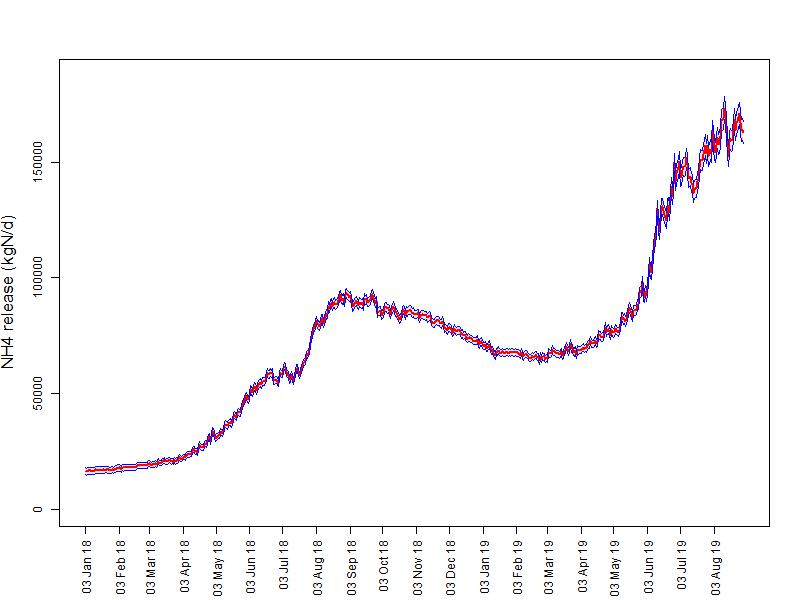 NH4 release (kgN/d)
150000
100000
50000
0
03 Jan 18
03 Feb 18
03 Mar 18
03 Apr 18
03 May 18
03 Jun 18
03 Jul 18
03 Aug 18
03 Sep 18
03 Oct 18
03 Nov 18
03 Dec 18
03 Jan 19
03 Feb 19
03 Mar 19
03 Apr 19
03 May 19
03 Jun 19
03 Jul 19
03 Aug 19